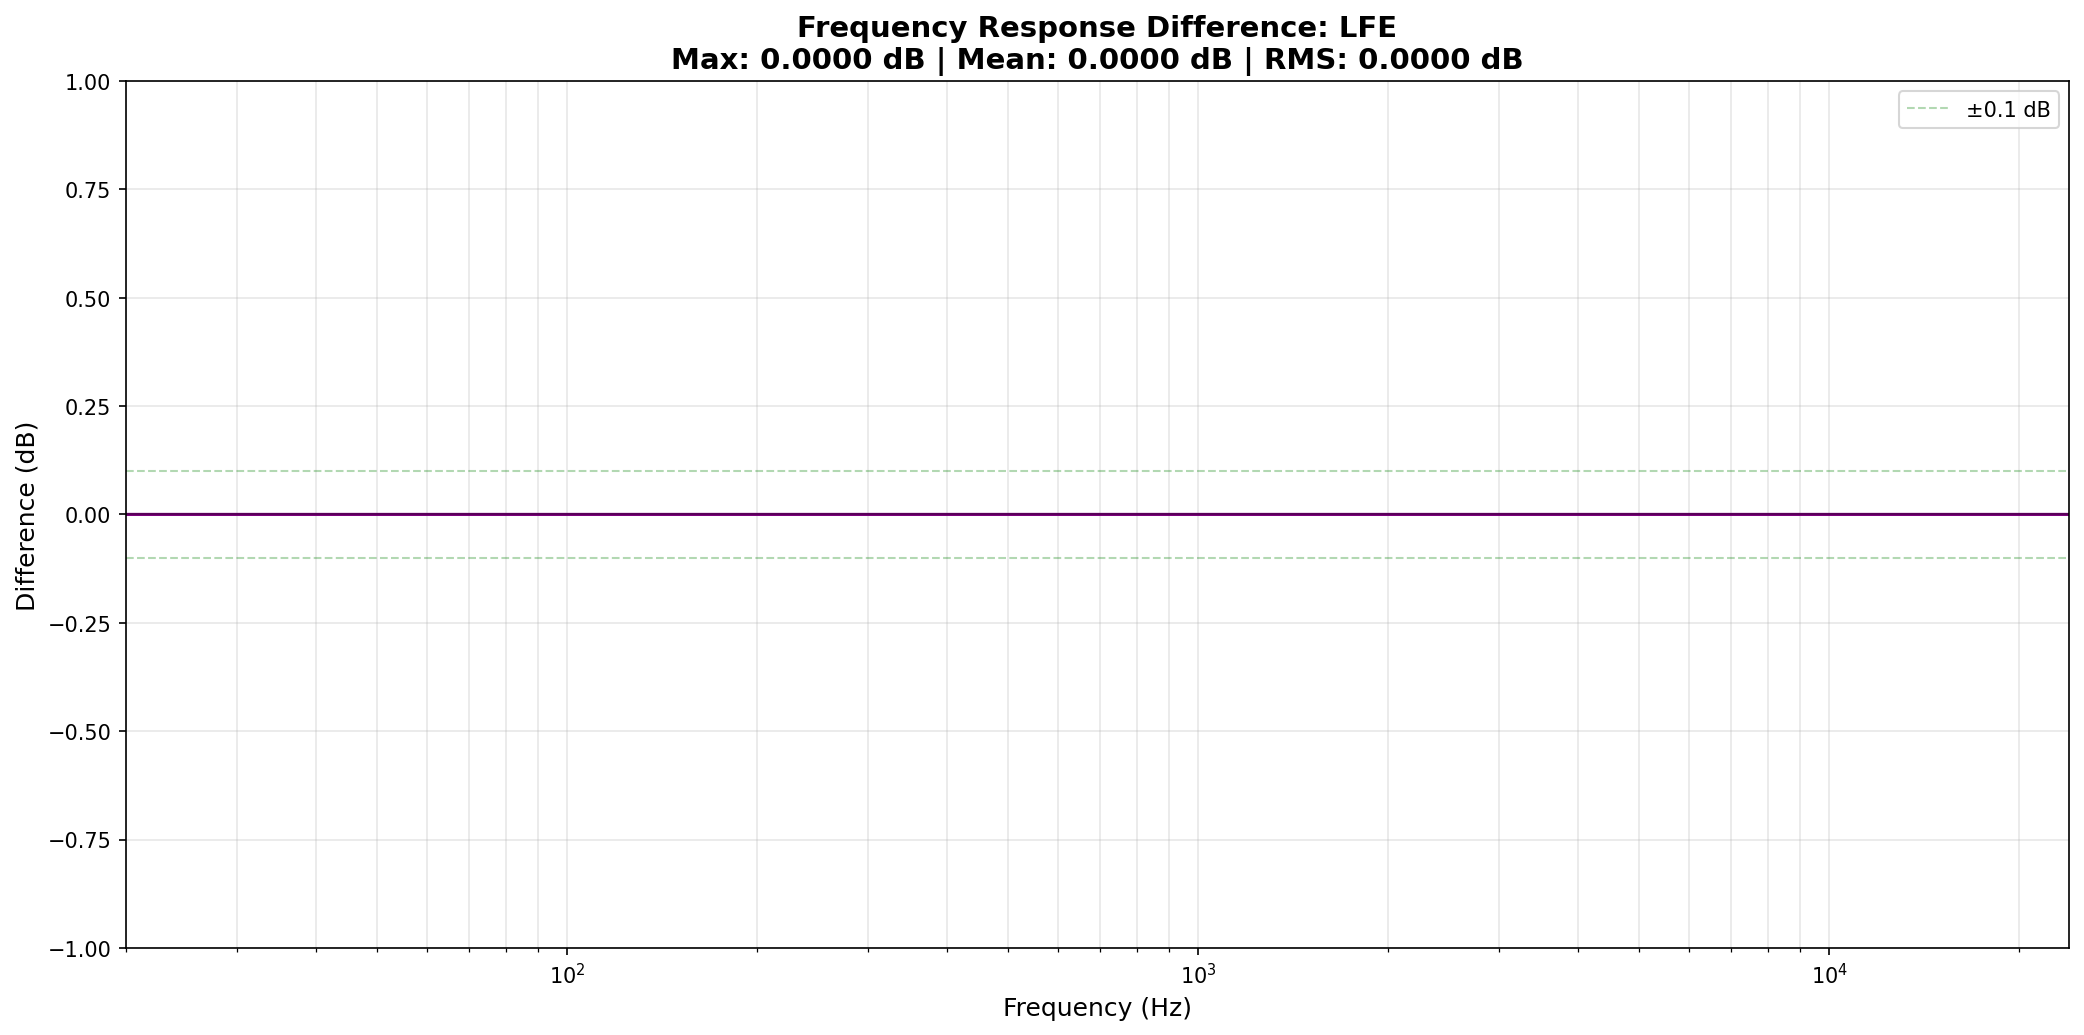 Frequency Response Difference: LFE
Max: 0.0000 dB | Mean: 0.0000 dB | RMS: 0.0000 dB
±0.1 dB
Difference (dB)
1.00
0.75
0.50
0.25
0.00
−0.25
−0.50
−0.75
−1.00
10²
10³
10⁴
Frequency (Hz)